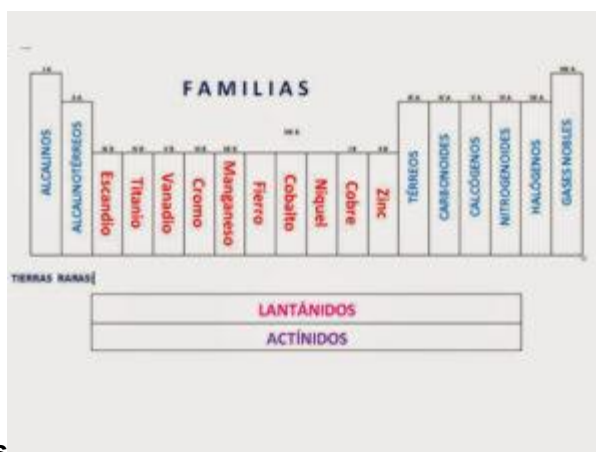 FAMILIAS
ALCALINOS
ALCALINOTÉRREOS
Escandio
Titanio
Vanadio
Cromo
Manganeso
Fierro
Cobalto
Niquel
Cobre
Zinc
TÉRREOS
CARBONOIDES
CALCÓGENOS
NITROGENOIDES
HALÓGENOS
GASES NOBLES
TIERRAS RARAS
LANTÁNIDOS
ACTÍNIDOS